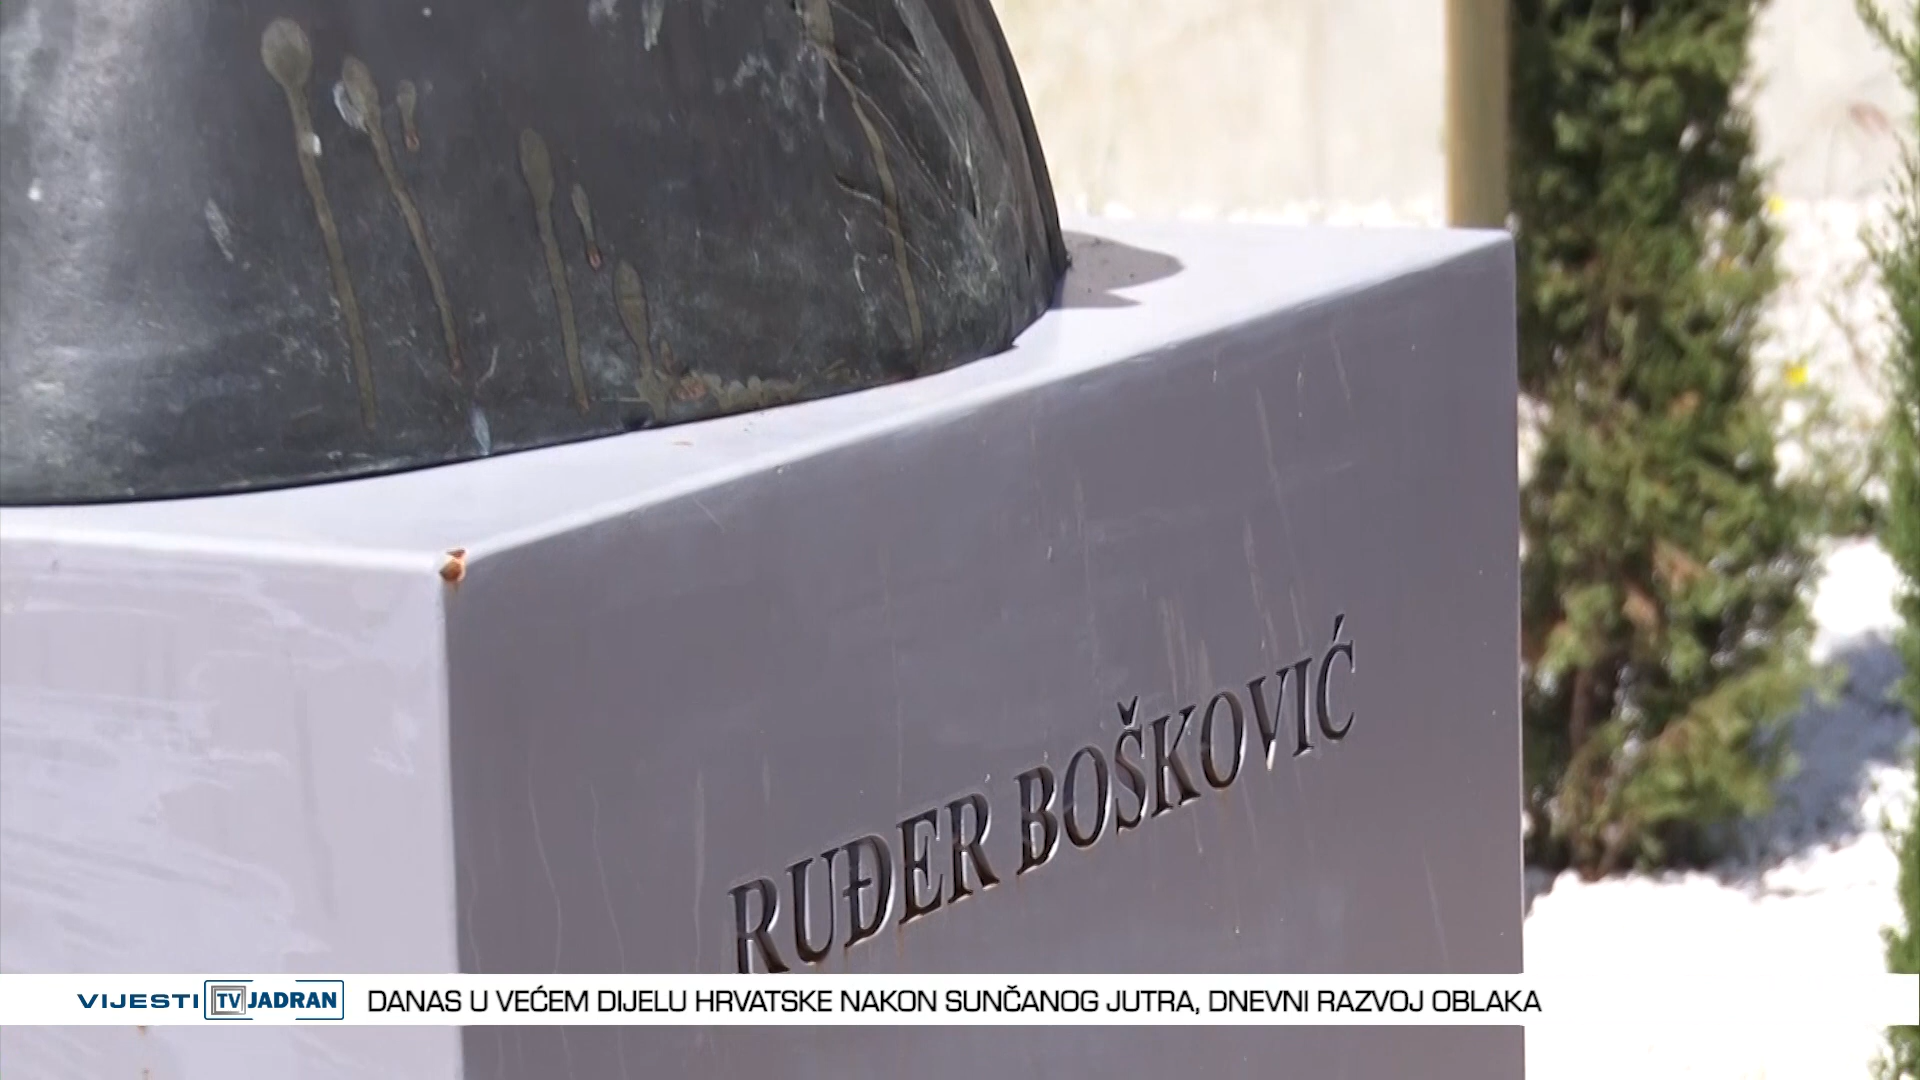 RUĐER BOŠKOVIĆ
VIJESTI TV JADRAN DANAS U VEĆEM DIJELU HRVATSKE NAKON SUNČANOG JUTRA, DNEVNI RAZVOJ OBLAKA